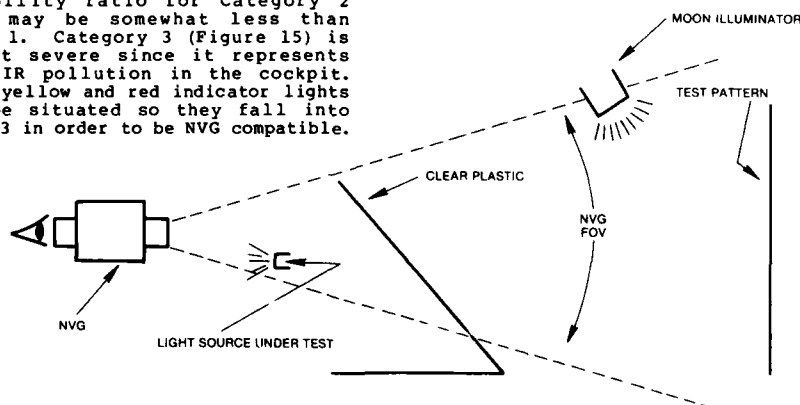 bility ratio for Category 2
may be somewhat less than
1. Category 3 (Figure 15) is
t severe since it represents
IR pollution in the cockpit.
yellow and red indicator lights
e situated so they fall into
3 in order to be NVG compatible.
MOON ILLUMINATOR
TEST PATTERN
CLEAR PLASTIC
NVG
FOV
NVG
LIGHT SOURCE UNDER TEST